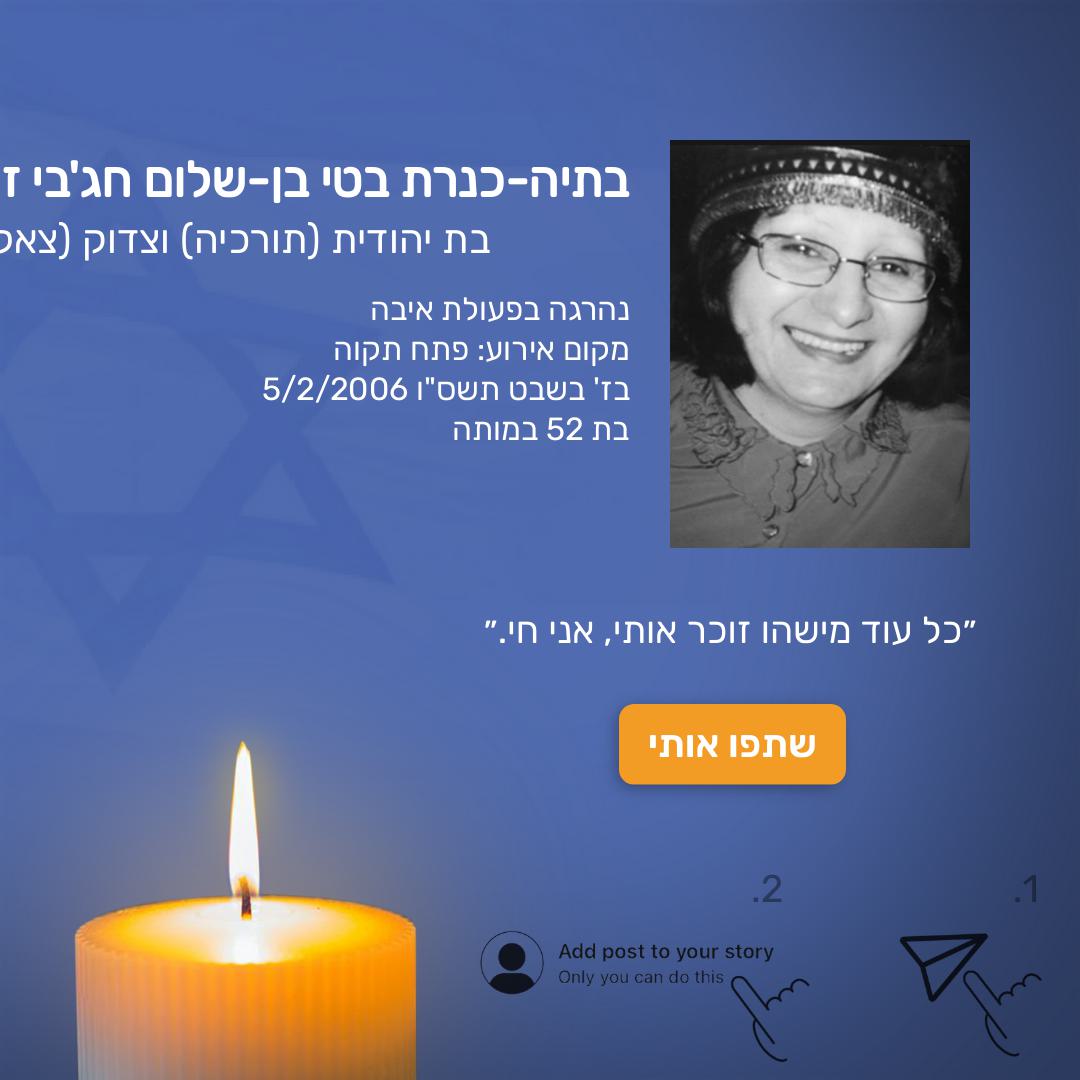 בתיה-כנרת בטי בן-שלום חג'בי ז
בת יהודית (תורכיה) וצדוק
נהרגה בפעולת איבה
מקום אירוע: פתח תקוה
בז' בשבט תשס"ו 5/2/2006
בת 52 במותה
״כל עוד מישהו זוכר אותי, אני חי.״
שתפו אותי
1.
2.
Add post to your story
Only you can do this